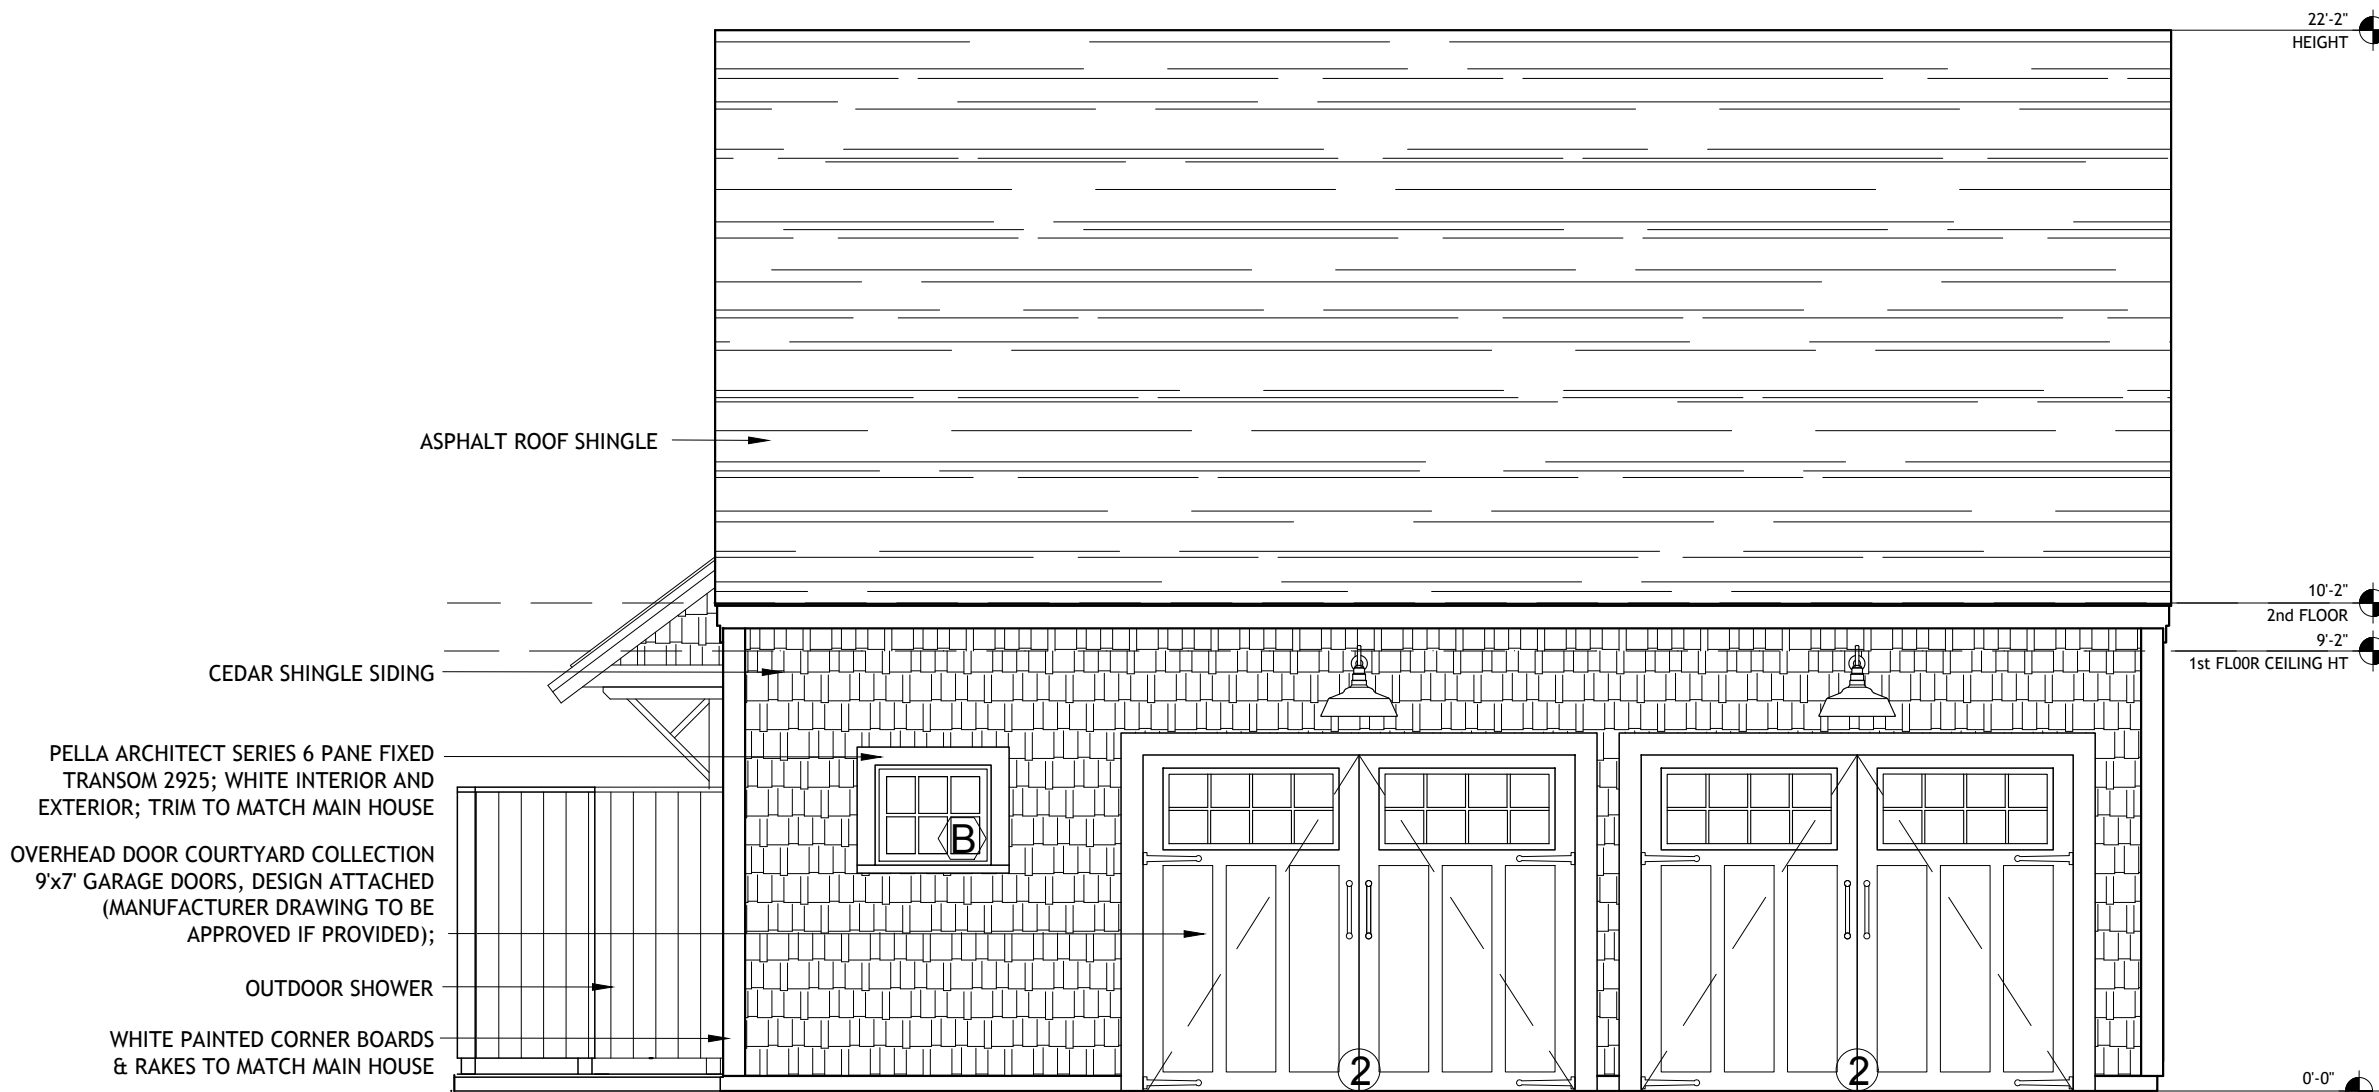 22'-2"
HEIGHT
ASPHALT ROOF SHINGLE
10'-2"
2nd FLOOR
9'-2"
1st FL00R CEILING HT
CEDAR SHINGLE SIDING
PELLA ARCHITECT SERIES 6 PANE FIXED
TRANSOM 2925; WHITE INTERIOR AND
EXTERIOR; TRIM TO MATCH MAIN HOUSE
B
OVERHEAD DOOR COURTYARD COLLECTION
9'x7' GARAGE DOORS, DESIGN ATTACHED
(MANUFACTURER DRAWING TO BE
APPROVED IF PROVIDED);
OUTDOOR SHOWER
WHITE PAINTED CORNER BOARDS
& RAKES TO MATCH MAIN HOUSE
2
2
0'-0"